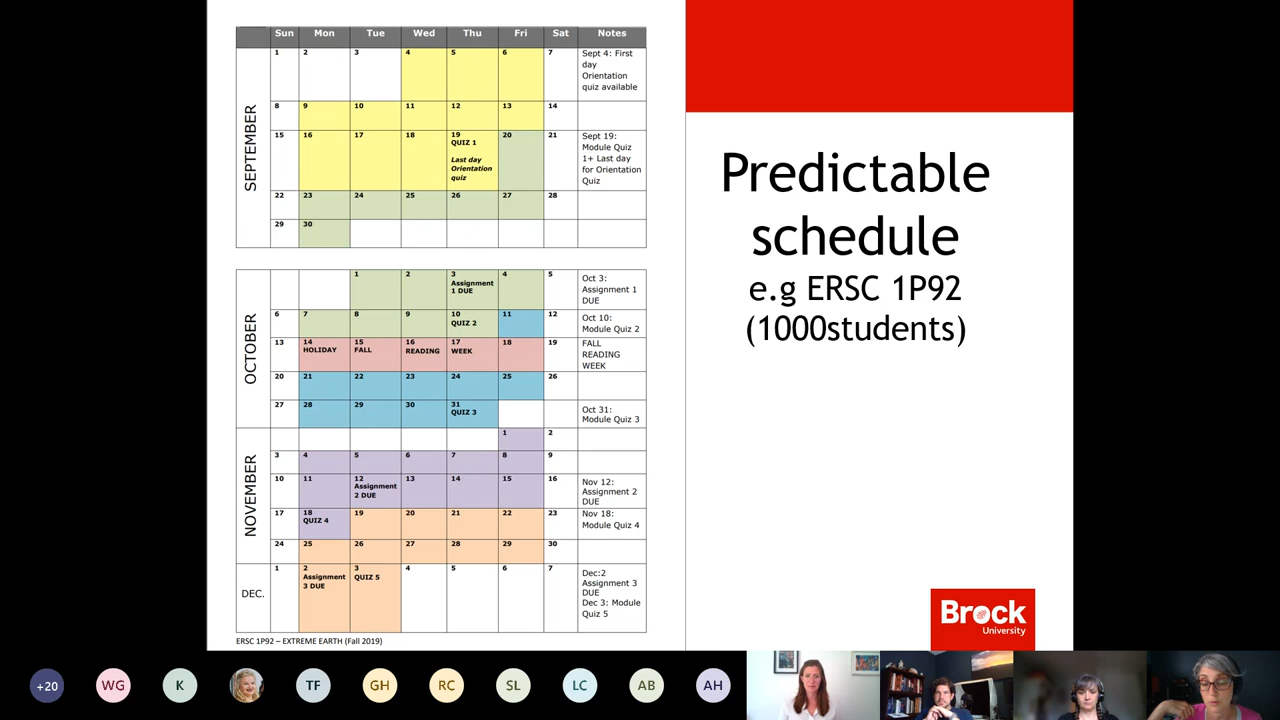 Sun Mon Tue Wed Thu Fri Sat Notes
SEPTEMBER
1 2 3 4 5 6 7 Sept 4: First
day
Orientation
quiz available
8 9 10 11 12 13 14
15 16 17 18 19 20 21 Sept 19:
QUIZ 1 Module Quiz
1+ Last day
Last day for Orientation
Orientation Quiz
quiz
22 23 24 25 26 27 28
29 30
OCTOBER
1 2 3 4 5 Oct 3:
Assignment Assignment 1
1 DUE DUE
6 7 8 9 10 11 12 Oct 10:
QUIZ 2 Module Quiz 2
13 14 15 16 17 18 19 FALL
HOLIDAY FALL READING WEEK READING
WEEK
20 21 22 23 24 25 26
27 28 29 30 31 Oct 31:
QUIZ 3 Module Quiz 3
NOVEMBER
1 2
3 4 5 6 7 8 9
10 11 12 13 14 15 16 Nov 12:
Assignment Assignment 2
2 DUE DUE
17 18 19 20 21 22 23 Nov 18:
QUIZ 4 Module Quiz 4
24 25 26 27 28 29 30
DEC.
1 2 3 4 5 6 7 Dec:2
Assignment QUIZ 5 Assignment 3
3 DUE DUE
Dec 3: Module
Quiz 5
ERSC 1P92 – EXTREME EARTH (Fall 2019)
Predictable
schedule
e.g ERSC 1P92
(1000students)
Brock
University
+20 WG K TF GH RC SL LC AB AH